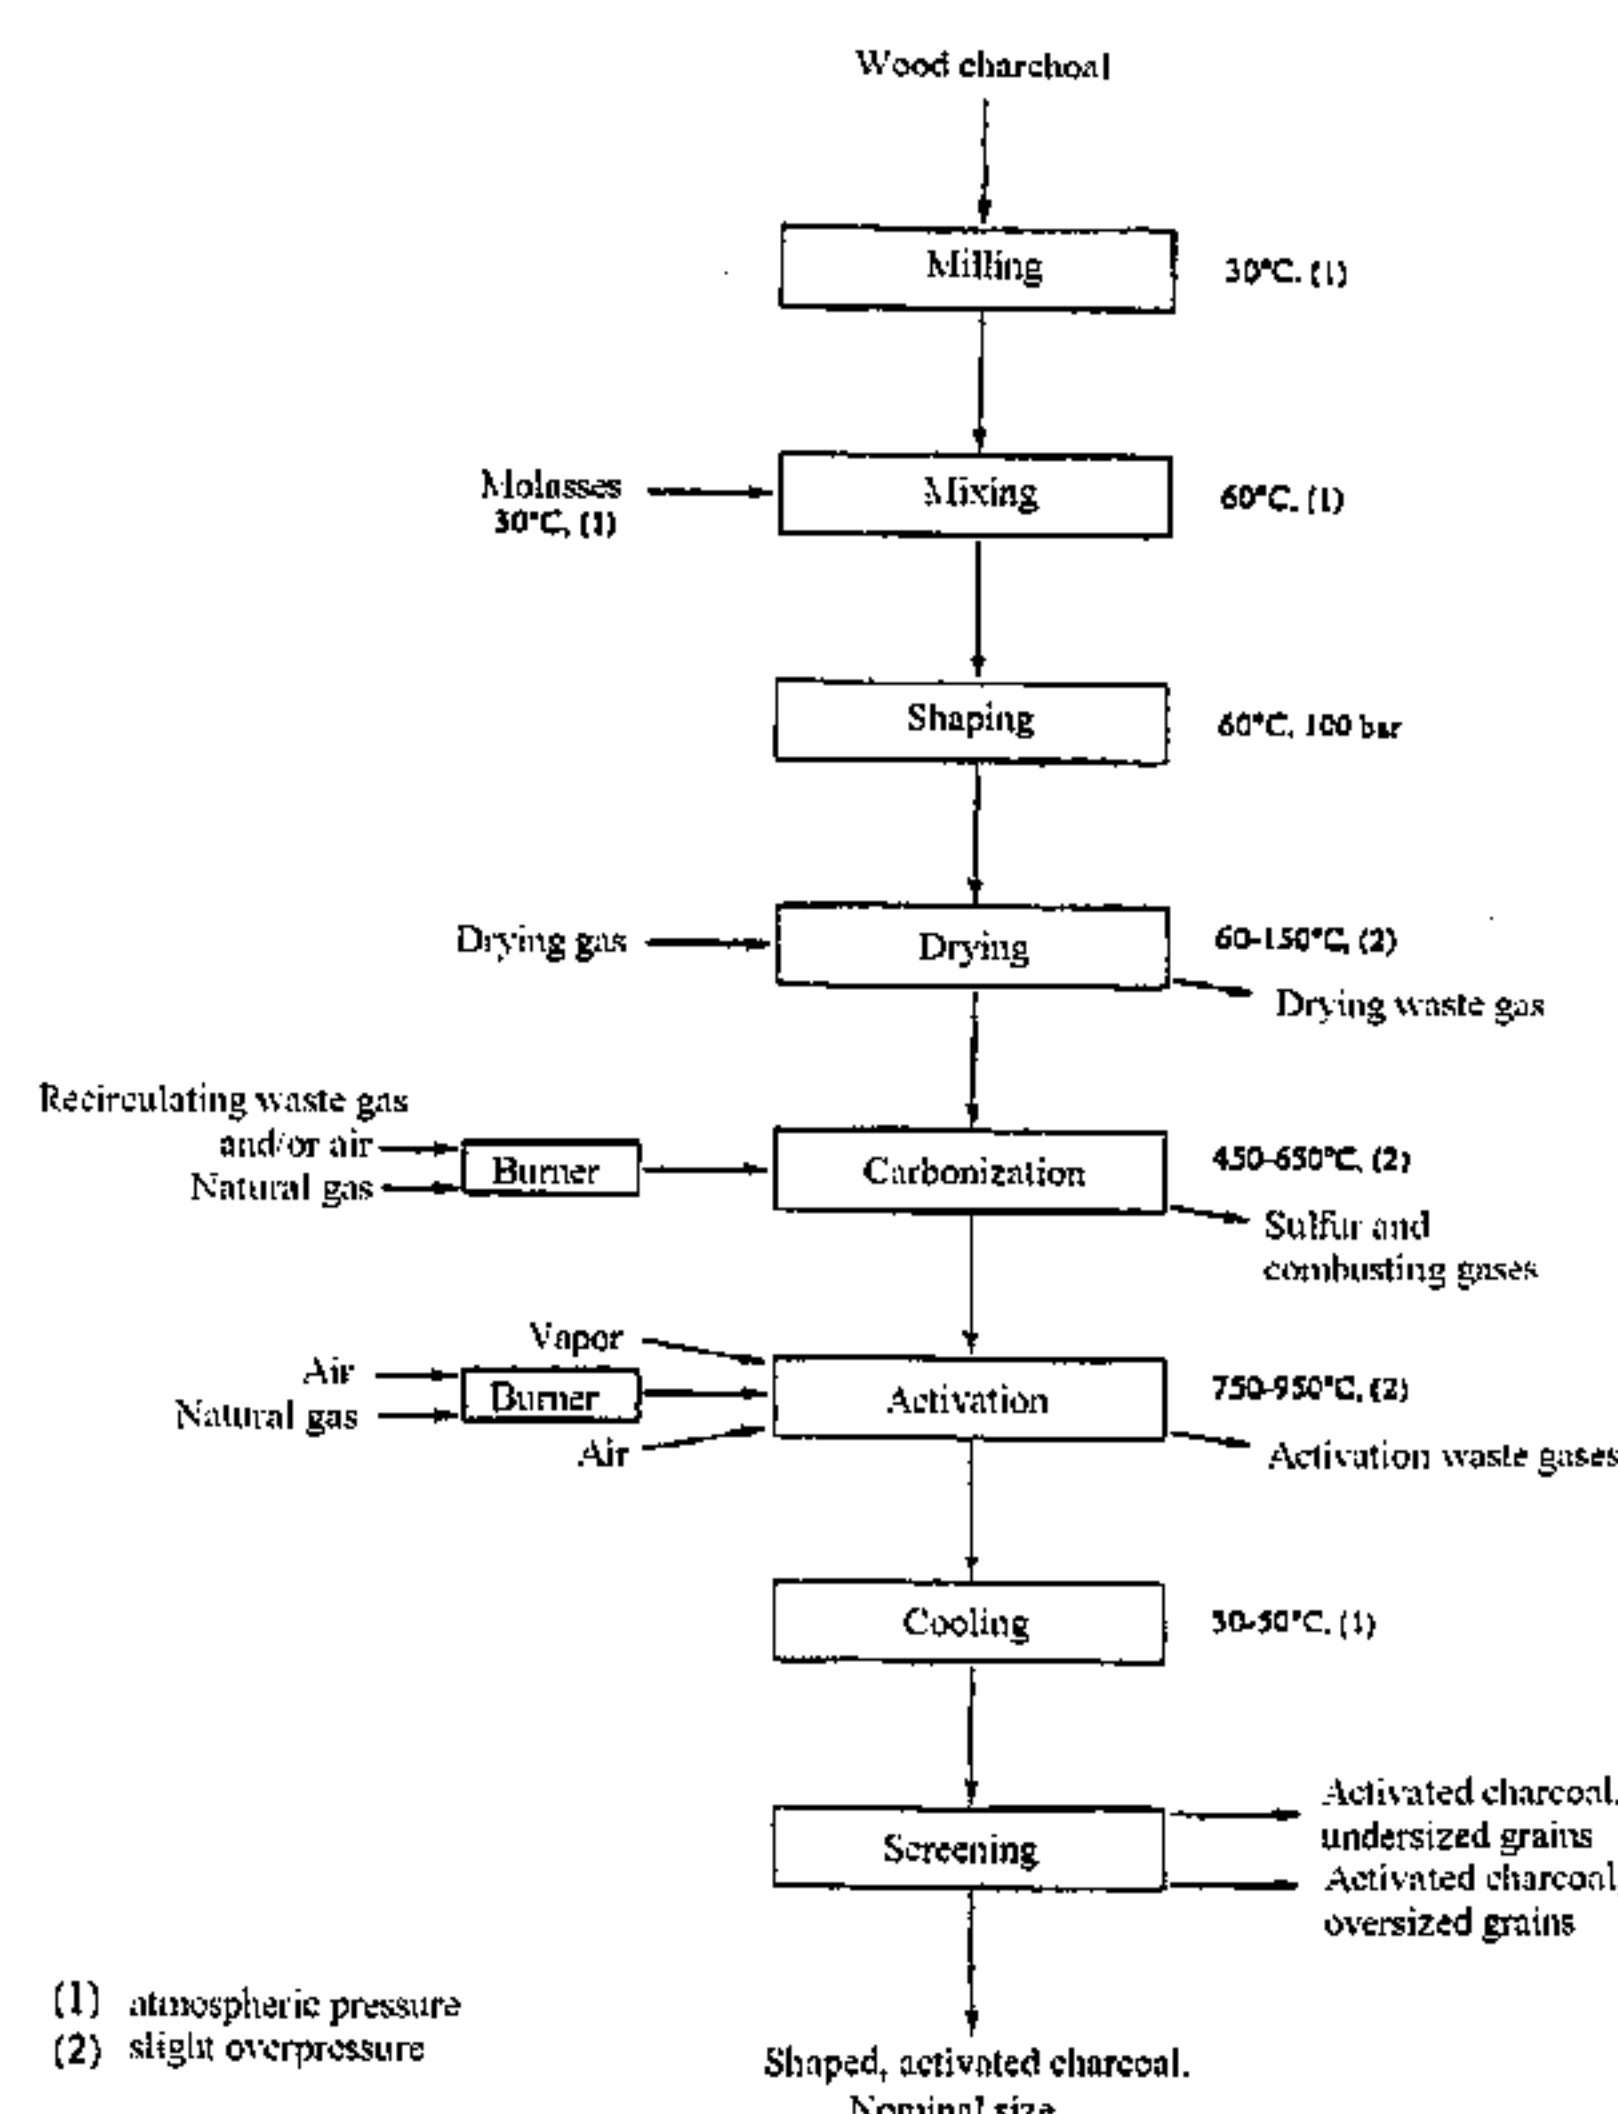 Wood charchoal
Milling
30°C. (1)
Molasses
30°C, (1)
Mixing
60°C. (1)
Shaping
60°C. 100 bar
Drying gas
Drying
60-150°C, (2)
Drying waste gas
Recirculating waste gas
and/or air
Natural gas
Burner
Carbonization
450-650°C, (2)
Sulfur and
combusting gases
Vapor
Air
Natural gas
Burner
Air
Activation
750-950°C, (2)
Activation waste gases
Cooling
30-50°C. (1)
Screening
Activated charcoal.
undersized grains
Activated charcoal,
oversized grains
(1) atmospheric pressure
(2) slight overpressure
Shaped, activated charcoal.
Nominal size